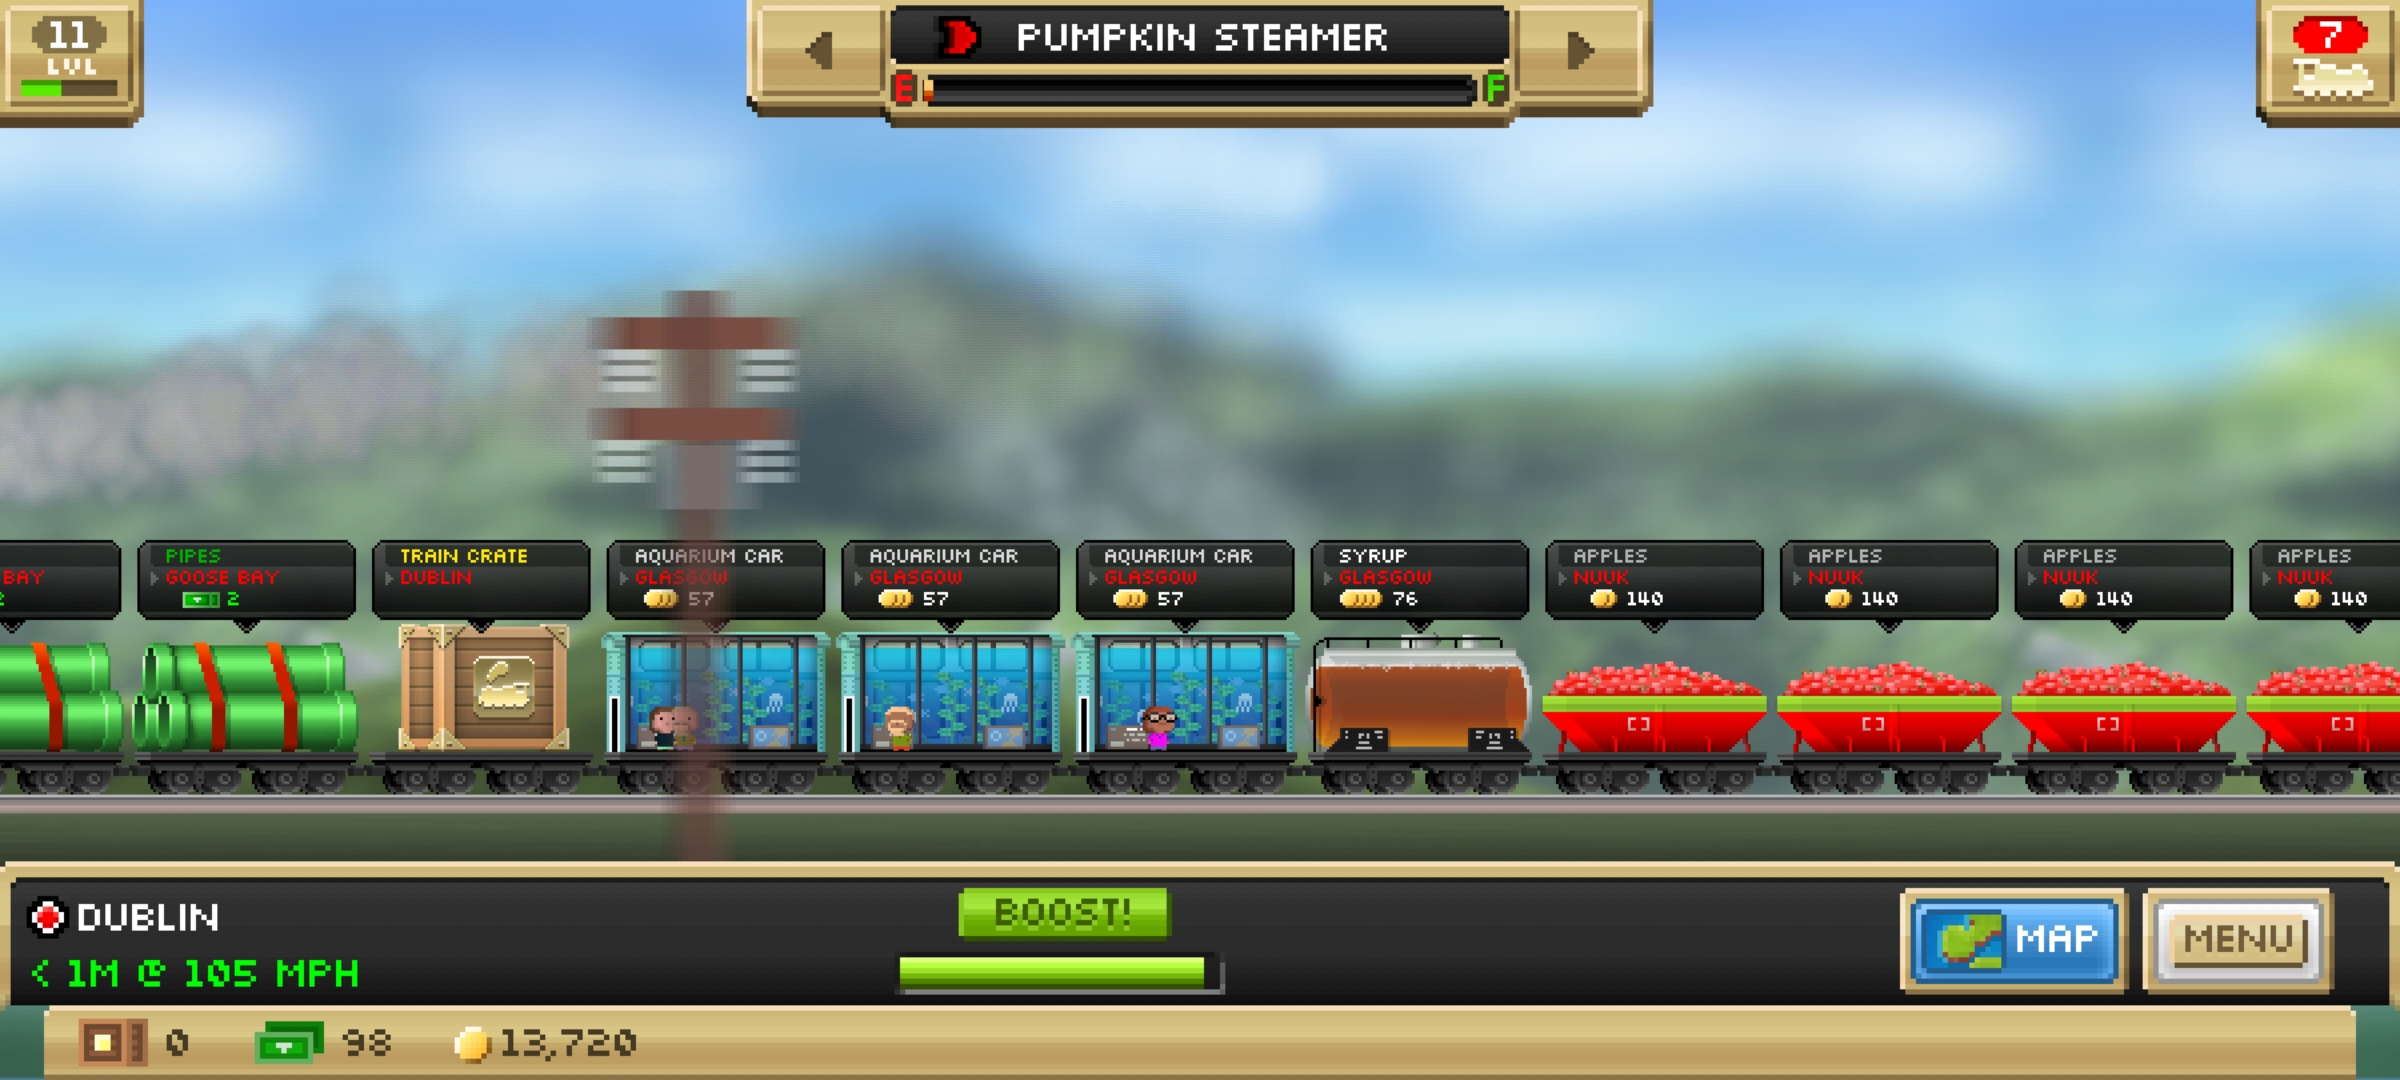 11
LVL
PUMPKIN STEAMER
E
F
7
BAY
2
PIPES
GOOSE BAY
2
TRAIN CRATE
DUBLIN
AQUARIUM CAR
GLASGOW
57
AQUARIUM CAR
GLASGOW
57
AQUARIUM CAR
GLASGOW
57
SYRUP
GLASGOW
76
APPLES
NUUK
140
APPLES
NUUK
140
APPLES
NUUK
140
APPLES
NUUK
140
DUBLIN
< 1M @ 105 MPH
BOOST!
MAP
MENU
0
98
13,720